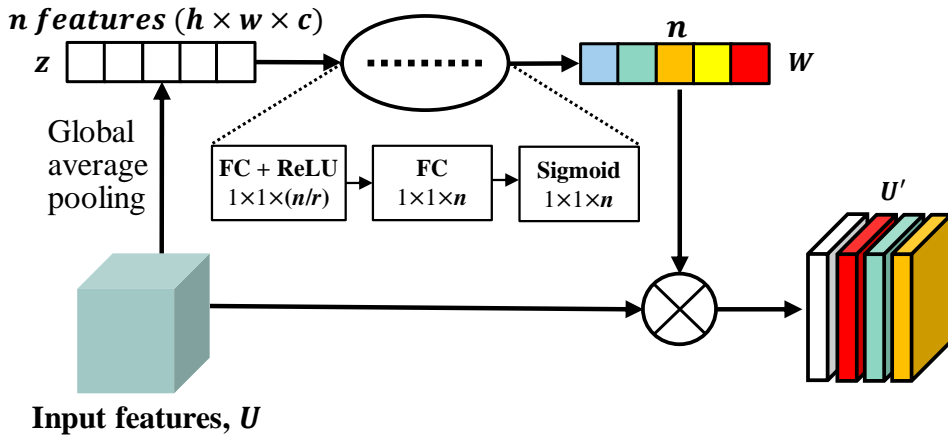 n features (h × w × c)
z
n
W
Global
average
pooling
FC + ReLU
1×1×(n/r)
FC
1×1×n
Sigmoid
1×1×n
U′
Input features, U